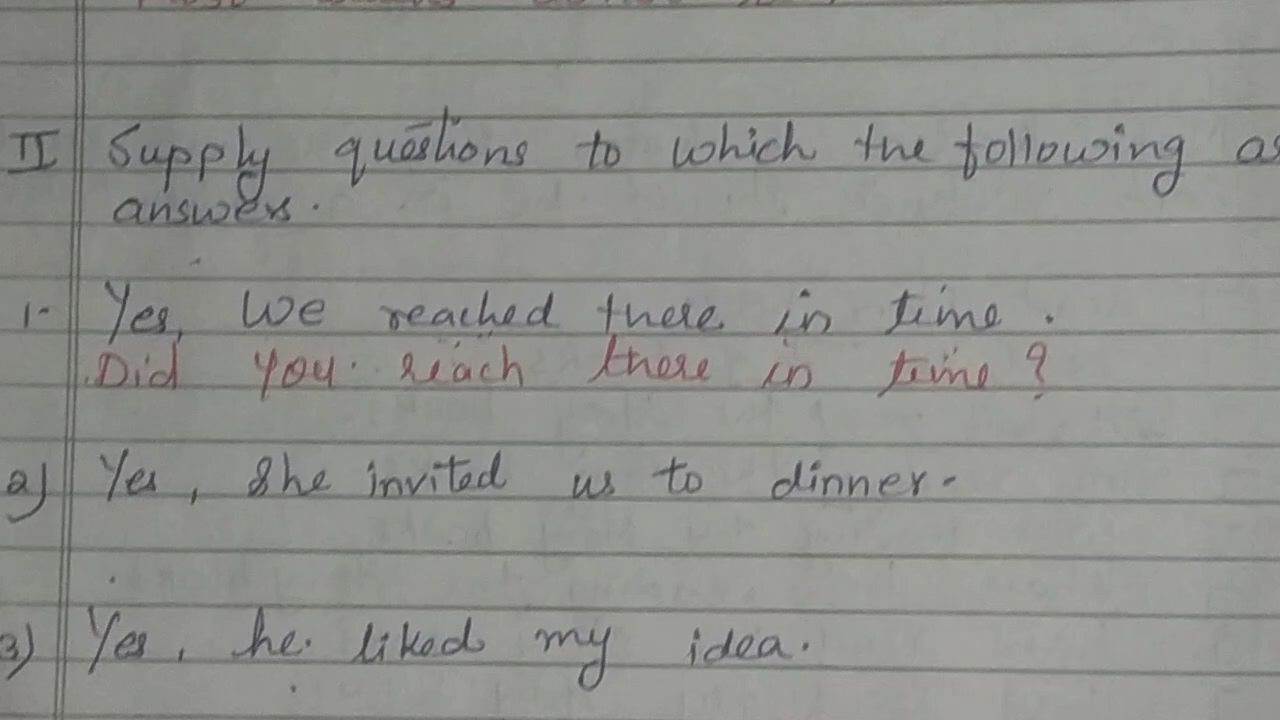 II Supply questions to which the following as
answers.
1- Yes, we reached there in time.
Did you reach there in time?
2) Yes, she invited us to dinner.
3) Yes, he liked my idea.